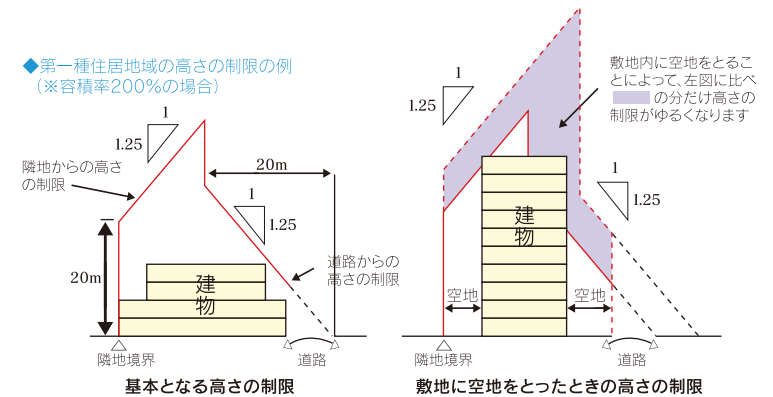 ◆第一種住居地域の高さの制限の例
（※容積率200%の場合）
1
1.25
隣地からの高さ
の制限
20m
1
1.25
20m
道路からの
高さの制限
建物
隣地境界
道路
基本となる高さの制限
1
1.25
敷地内に空地をとるこ
とによって、左図に比べ
の分だけ高さの
制限がゆるくなります
1
1.25
建物
空地
空地
隣地境界
道路
敷地に空地をとったときの高さの制限